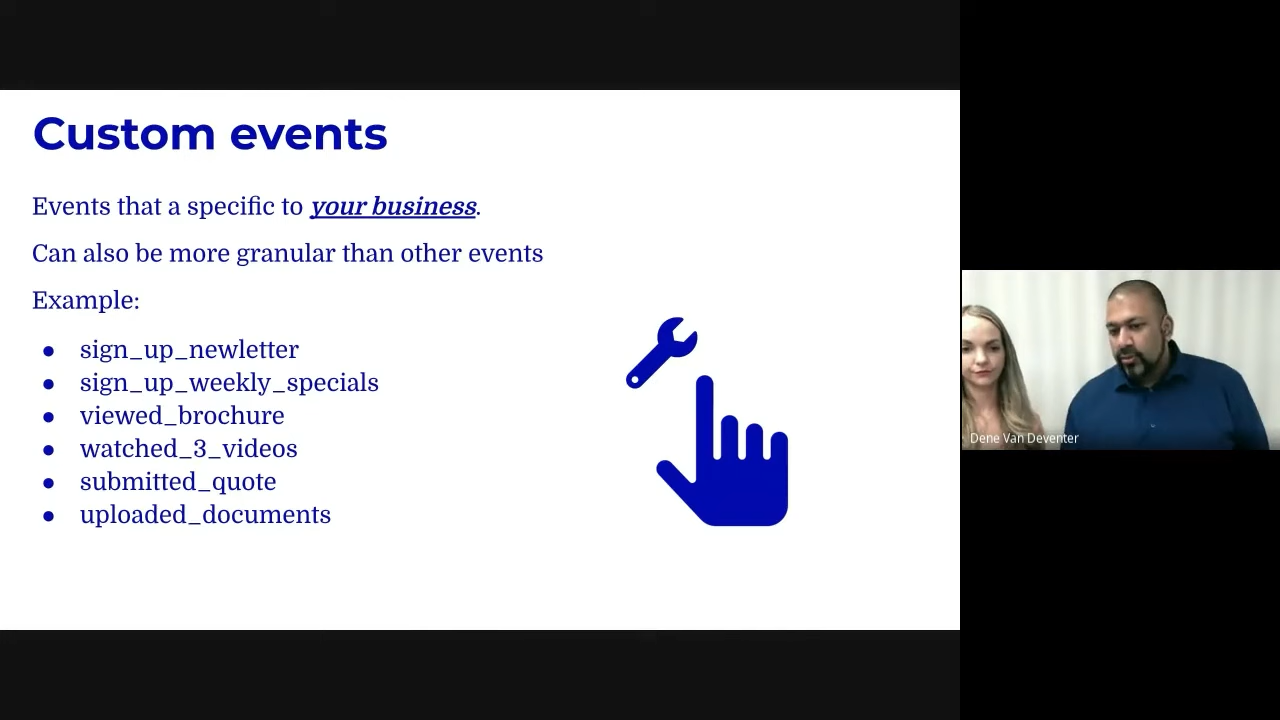 Custom events
Events that a specific to your business.
Can also be more granular than other events
Example:
● sign_up_newletter
● sign_up_weekly_specials
● viewed_brochure
● watched_3_videos
● submitted_quote
● uploaded_documents
Dene Van Deventer